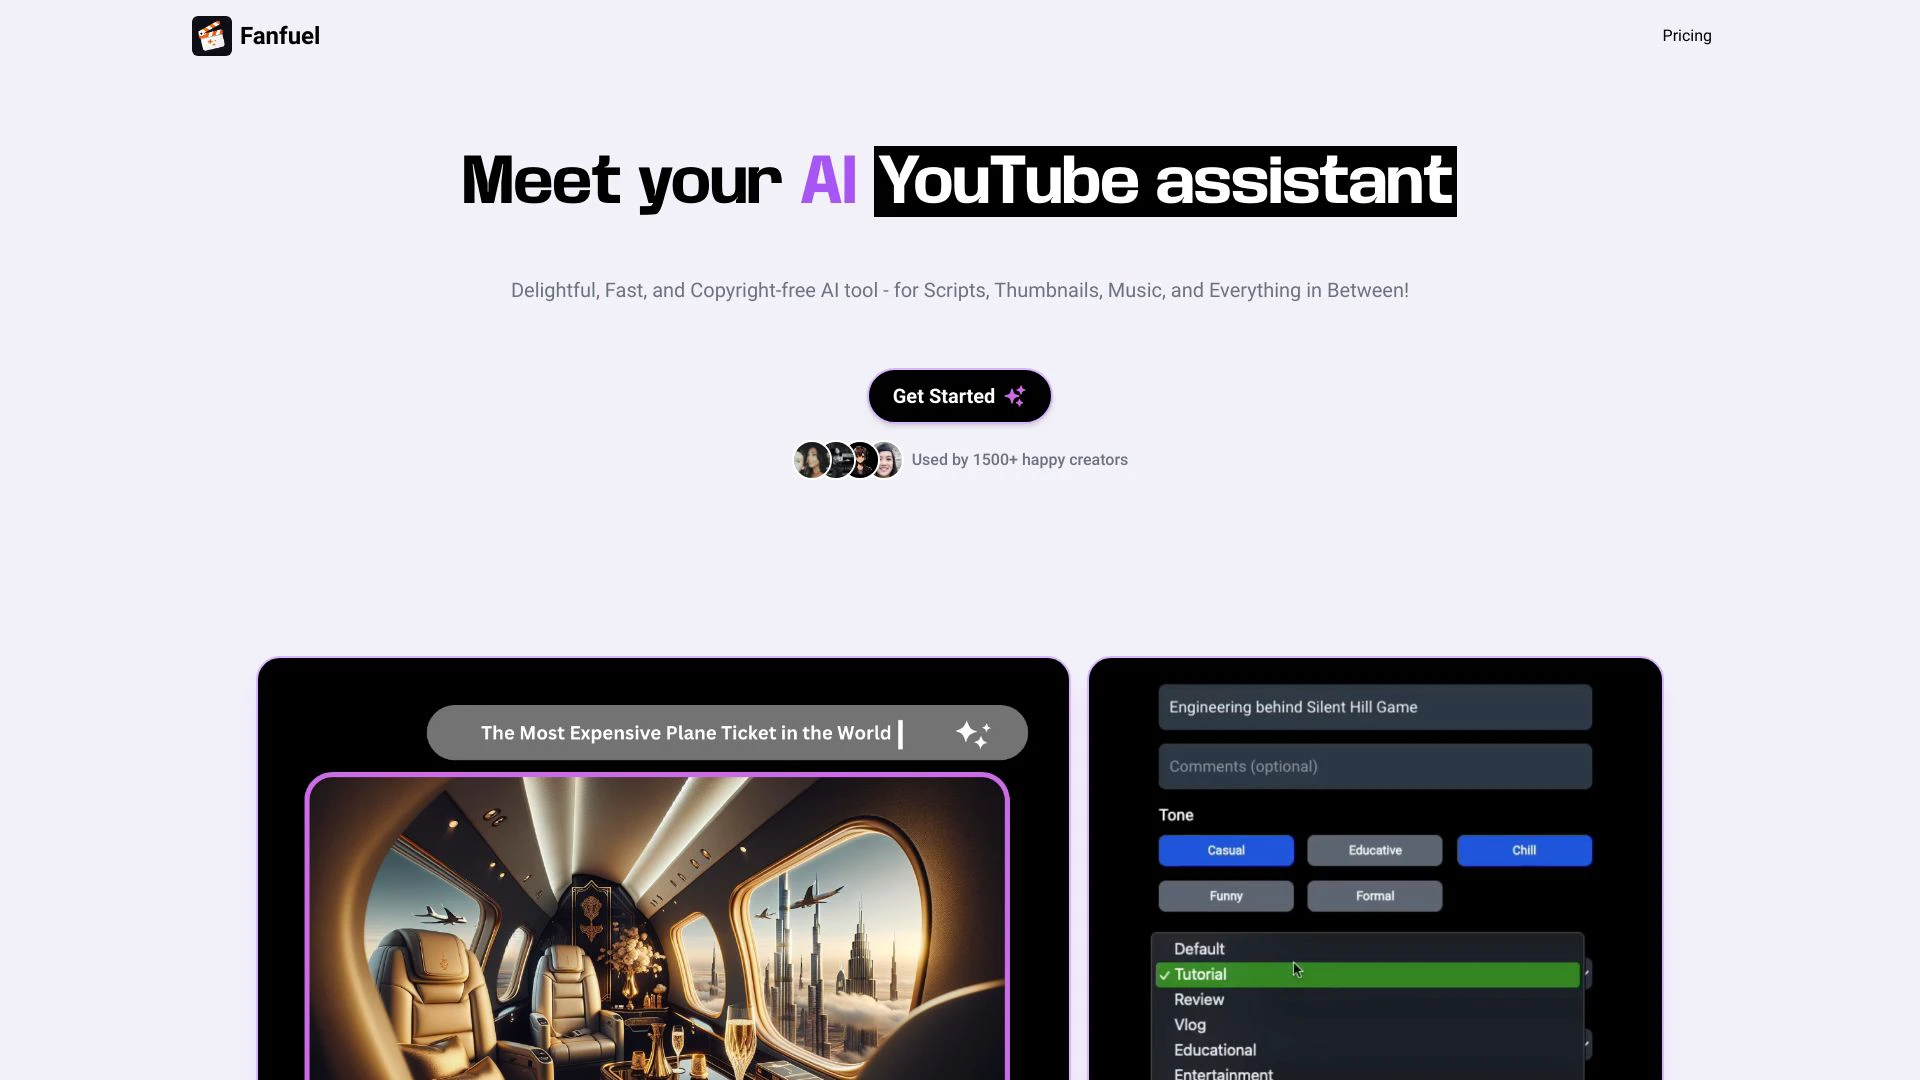 Fanfuel
Pricing
Meet your AI YouTube assistant
Delightful, Fast, and Copyright-free AI tool - for Scripts, Thumbnails, Music, and Everything in Between!
Get Started
Used by 1500+ happy creators
The Most Expensive Plane Ticket in the World
Engineering behind Silent Hill Game
Comments (optional)
Tone
Casual
Educative
Chill
Funny
Formal
Default
Tutorial
Review
Vlog
Educational
Entertainment